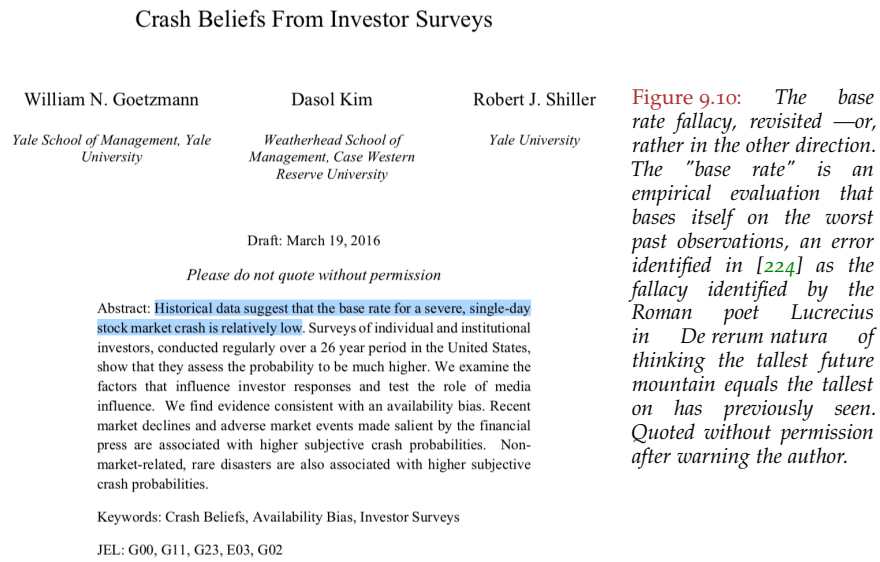 Crash Beliefs From Investor Surveys
William N. Goetzmann
Dasol Kim
Robert J. Shiller
Yale School of Management, Yale
University
Weatherhead School of
Management, Case Western
Reserve University
Yale University
Draft: March 19, 2016
Please do not quote without permission
Abstract: Historical data suggest that the base rate for a severe, single-day
stock market crash is relatively low. Surveys of individual and institutional
investors, conducted regularly over a 26 year period in the United States,
show that they assess the probability to be much higher. We examine the
factors that influence investor responses and test the role of media
influence. We find evidence consistent with an availability bias. Recent
market declines and adverse market events made salient by the financial
press are associated with higher subjective crash probabilities. Non-
market-related, rare disasters are also associated with higher subjective
crash probabilities.
Keywords: Crash Beliefs, Availability Bias, Investor Surveys
JEL: G00, G11, G23, E03, G02
Figure 9.10: The base
rate fallacy, revisited —or,
rather in the other direction.
The "base rate" is an
empirical evaluation that
bases itself on the worst
past observations, an error
identified in [224] as the
fallacy identified by the
Roman poet Lucrecius
in De rerum natura of
thinking the tallest future
mountain equals the tallest
on has previously seen.
Quoted without permission
after warning the author.